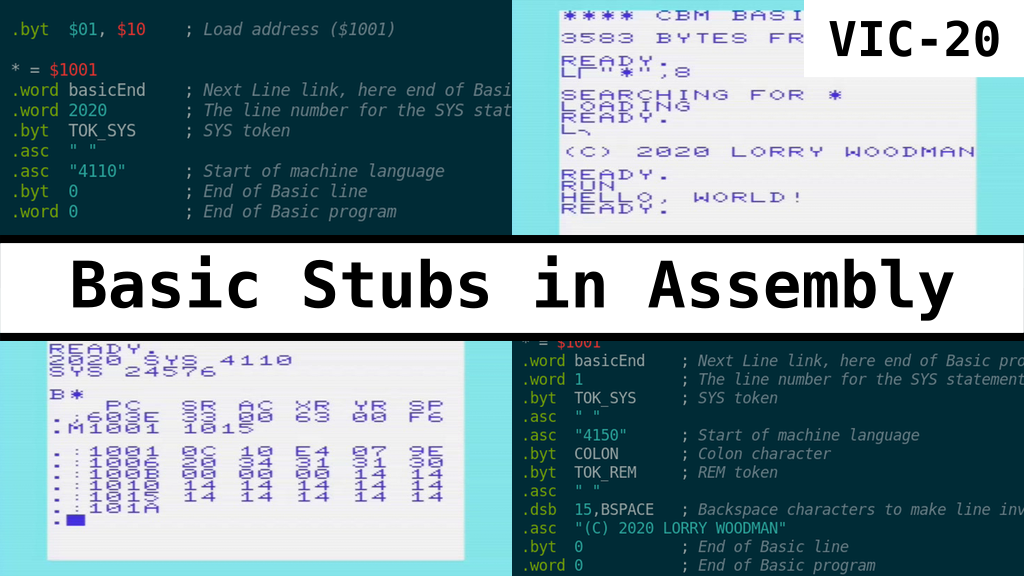 .byt $01, $10 ; Load address ($1001)
* = $1001
.word basicEnd ; Next Line link, here end of Basi
.word 2020 ; The line number for the SYS stat
.byt TOK_SYS ; SYS token
.asc " "
.asc "4110" ; Start of machine language
.byt 0 ; End of Basic line
.word 0 ; End of Basic program
**** CBM BASI
3583 BYTES FR
READY.
"*",8
SEARCHING FOR *
LOADING
READY.
(C) 2020 LORRY WOODMAN
READY.
RUN
HELLO, WORLD!
READY.
VIC-20
Basic Stubs in Assembly
READY.
2020 SYS 4110
SYS 24576
B*
PC SR AC XR YR SP
.;603E 33 00 63 00 F6
.M1001 1015
.:1001 0C 10 E4 07 9E
.:1006 20 34 31 31 30
.:100B 00 00 00 14 14
.:1010 14 14 14 14 14
.:1015 14 14 14 14 14
.:101A
.
* = $1001
.word basicEnd ; Next Line link, here end of Basic pro
.word 1 ; The line number for the SYS statement
.byt TOK_SYS ; SYS token
.asc " "
.asc "4150" ; Start of machine language
.byt COLON ; Colon character
.byt TOK_REM ; REM token
.asc " "
.dsb 15,BSPACE ; Backspace characters to make line inv
.asc "(C) 2020 LORRY WOODMAN"
.byt 0 ; End of Basic line
.word 0 ; End of Basic program